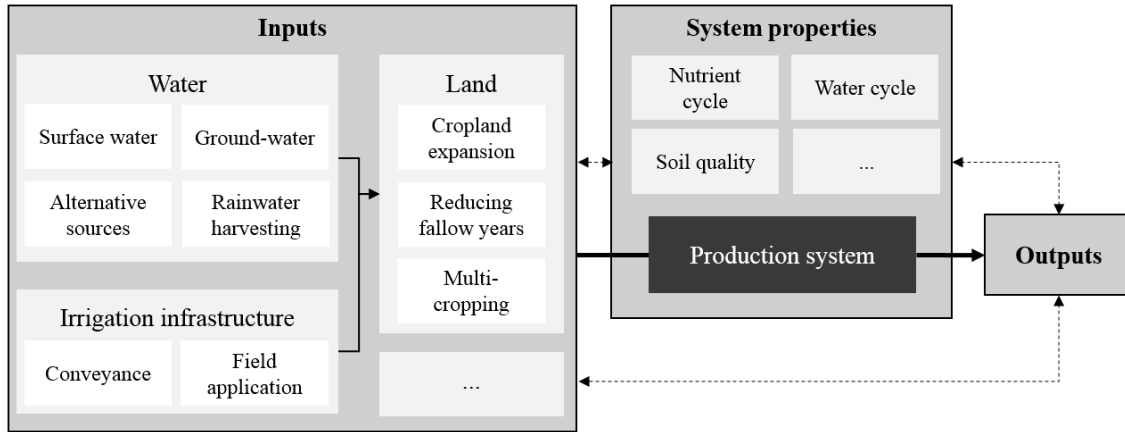 Inputs
Water
Surface water
Ground-water
Alternative
sources
Rainwater
harvesting
Irrigation infrastructure
Conveyance
Field
application
Land
Cropland
expansion
Reducing
fallow years
Multi-
cropping
...
System properties
Nutrient
cycle
Water cycle
Soil quality
...
Production system
Outputs